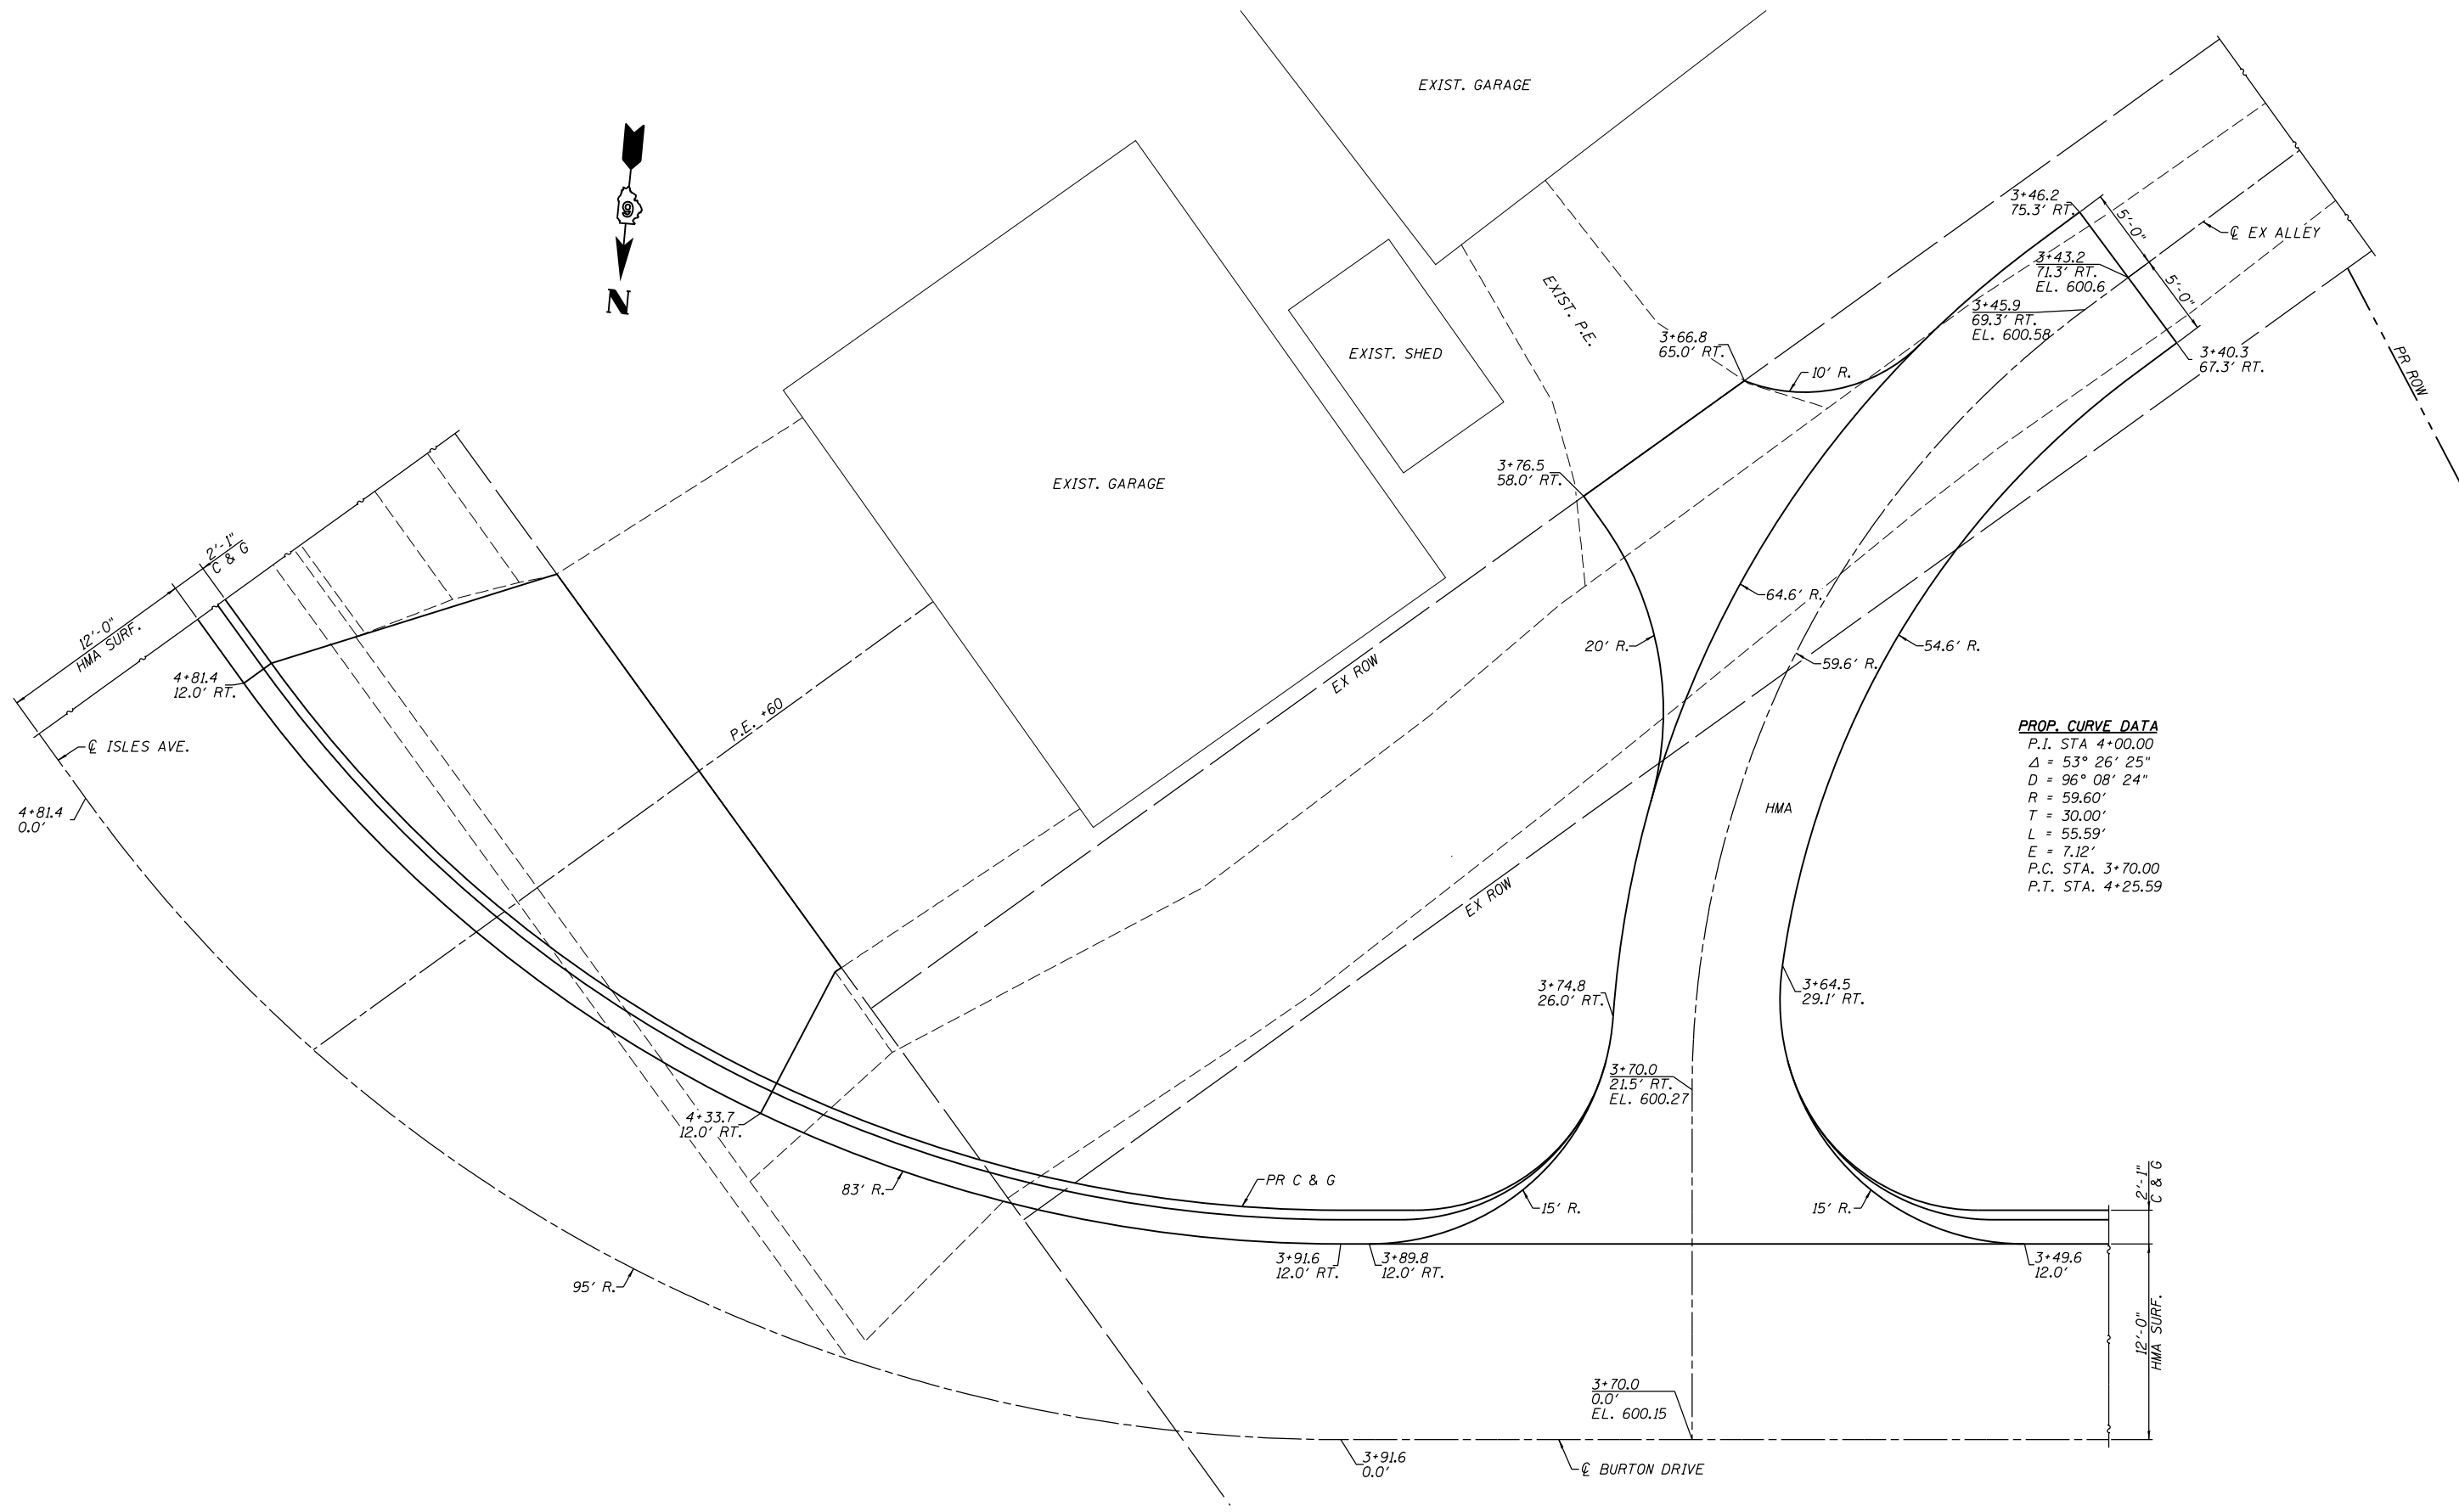 EXIST. GARAGE
9
N
3+46.2
75.3' RT.
5'-0"
℄ EX ALLEY
3+43.2
71.3' RT.
EL. 600.6
5'-0"
EXIST. P.E.
3+45.9
69.3' RT.
EL. 600.58
3+66.8
65.0' RT.
EXIST. SHED
10' R.
3+40.3
67.3' RT.
PR ROW
3+76.5
58.0' RT.
EXIST. GARAGE
2'-1"
C & G
12'-0"
HMA SURF.
64.6' R.
20' R.
54.6' R.
59.6' R.
EX ROW
4+81.4
12.0' RT.
P.E. +60
℄ ISLES AVE.
4+81.4
0.0'
PROP. CURVE DATA
P.I. STA 4+00.00
Δ = 53° 26' 25"
D = 96° 08' 24"
R = 59.60'
T = 30.00'
L = 55.59'
E = 7.12'
P.C. STA. 3+70.00
P.T. STA. 4+25.59
HMA
EX ROW
3+74.8
26.0' RT.
3+64.5
29.1' RT.
3+70.0
21.5' RT.
EL. 600.27
4+33.7
12.0' RT.
83' R.
PR C & G
15' R.
15' R.
2'-1"
C & G
3+91.6
12.0' RT.
3+89.8
12.0' RT.
3+49.6
12.0'
95' R.
12'-0"
HMA SURF.
3+70.0
0.0'
EL. 600.15
3+91.6
0.0'
℄ BURTON DRIVE